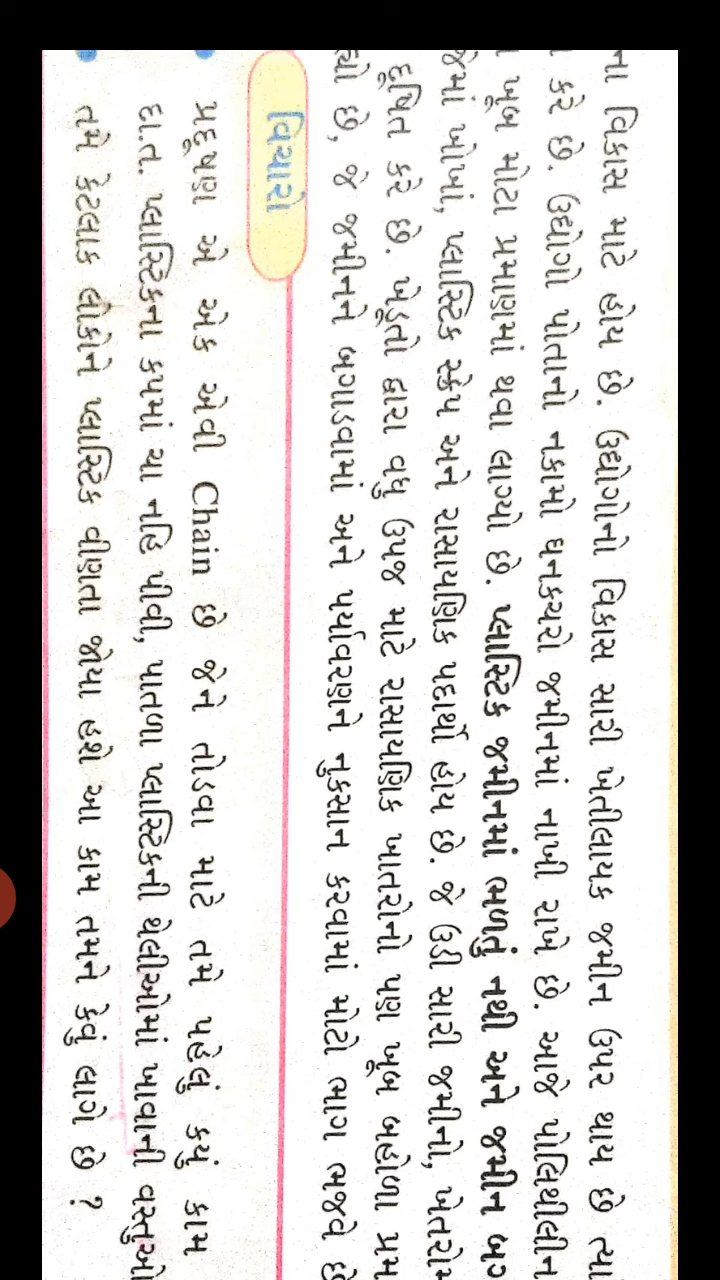 ના વિકાસ માટે હોય છે. ઉદ્યોગોનો વિકાસ સારી ખેતીલાયક જમીન ઉપર થાય છે ત્યા
કરે છે. ઉદ્યોગો પોતાનો નકામો ઘનકચરો જમીનમાં નાખી રાખે છે. આજે પોલિથીલીન
ખૂબ મોટા પ્રમાણમાં થવા લાગ્યો છે. પ્લાસ્ટિક જમીનમાં ભળતું નથી અને જમીન બગ
જેમાં ખોખાં, પ્લાસ્ટિક સ્ક્રેપ અને રાસાયણિક પદાર્થો હોય છે. જે ઉડી સારી જમીનો, ખેતરોમ
દૂષિત કરે છે. ખેડૂતો દ્વારા વધુ ઉપજ માટે રાસાયણિક ખાતરોનો પણ ખૂબ બહોળા પ્રમ
ચો છે, જે જમીનને બગાડવામાં અને પર્યાવરણને નુકસાન કરવામાં મોટો ભાગ ભજવે છે
વિચારો
પ્રદૂષણ એ એક એવી Chain છે જેને તોડવા માટે તમે પહેલું કયું કામ
દા.ત. પ્લાસ્ટિકના કપમાં ચા નહિ પીવી, પાતળા પ્લાસ્ટિકની થેલીઓમાં ખાવાની વસ્તુઓ
તમે કેટલાક લોકોને પ્લાસ્ટિક વીણતા જોયા હશે આ કામ તમને કેવું લાગે છે ?